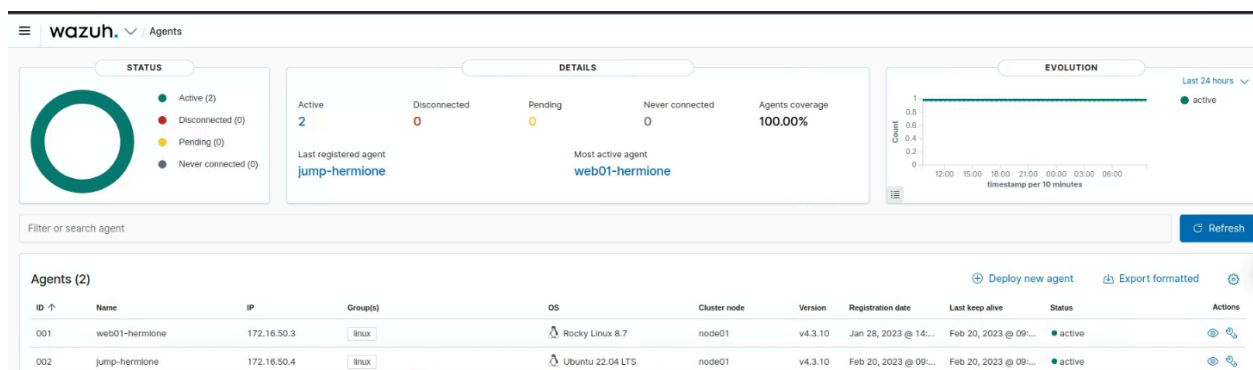 wazuh. / Agents
STATUS
Active (2)
Disconnected (0)
Pending (0)
Never connected (0)
DETAILS
Active Disconnected Pending Never connected Agents coverage
2 0 0 0 100.00%
Last registered agent Most active agent
jump-hermione web01-hermione
EVOLUTION
Last 24 hours
active
Count
1
0.8
0.6
0.4
0.2
0
12:00 15:00 18:00 21:00 00:00 03:00 06:00
timestamp per 10 minutes
Filter or search agent
Refresh
Agents (2)
Deploy new agent Export formatted
ID Name IP Group(s) OS Cluster node Version Registration date Last keep alive Status Actions
001 web01-hermione 172.16.50.3 linux Rocky Linux 8.7 node01 v4.3.10 Jan 28, 2023 @ 14:... Feb 20, 2023 @ 09:... active
002 jump-hermione 172.16.50.4 linux Ubuntu 22.04 LTS node01 v4.3.10 Feb 20, 2023 @ 09:... Feb 20, 2023 @ 09:... active